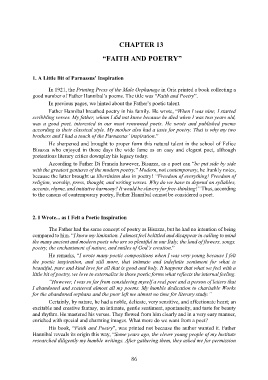 CHAPTER 13
“FAITH AND POETRY”
1. A Little Bit of Parnassus' Inspiration
In 1921, the Printing Press of the Male Orphanage in Oria printed a book collecting a
good number of Father Hannibal's poems. The title was "Faith and Poetry".
In previous pages, we hinted about the Father's poetic talent.
Father Hannibal breathed poetry in his family. He wrote, “When I was nine, I started
scribbling verses. My father, whom I did not know because he died when I was two years old,
was a good poet, interested in our most renowned poets. He wrote and published poems
according to their classical style. My mother also had a taste for poetry. That is why my two
brothers and I had a touch of the Parnassus' inspiration.”
He sharpened and brought to proper form this natural talent in the school of Felice
Bisazza who enjoyed in those days the wide fame as an easy and elegant poet, although
pretentious literary critics downplay his legacy today.
According to Father Di Francia however, Bisazza, as a poet can “be put side by side
with the greatest geniuses of the modern poetry.” Modern, not contemporary, he frankly notes,
because the latter brought us libertinism also in poetry! "Freedom of everything! Freedom of
religion, worship, press, thought, and writing verses. Why do we have to depend on syllables,
accents, rhyme, and imitative harmony? It would be slavery for free thinking!" Thus, according
to the canons of contemporary poetry, Father Hannibal cannot be considered a poet.
2. I Wrote... as I Felt a Poetic Inspiration
The Father had the same concept of poetry as Bisazza, but he had no intention of being
compared to him. “I know my limitation. I almost feel belittled and disappear in calling to mind
the many ancient and modern poets who are so plentiful in our Italy, the land of flowers, songs,
poetry, the enchantment of nature, and smiles of God's creation.”
He remarks, “I wrote many poetic compositions when I was very young because I felt
the poetic inspiration, and still more, that intimate and indefinite sentiment for what is
beautiful, pure and kind love for all that is good and holy. It happens that what we feel with a
little bit of poetry, we love to externalize in those poetic forms what reflects the internal feeling.
“However, I was so far from considering myself a real poet and a person of letters that
I abandoned and scattered almost all my poems. My humble dedication to charitable Works
for the abandoned orphans and the poor left me almost no time for literary study.”
Certainly, by nature, he had a noble, delicate, very sensitive, and affectionate heart; an
excitable and creative fantasy, an intimate, gentle sentiment, spontaneity, and taste for beauty
and rhythm. He mastered his verses. They flowed from him clearly and in a very easy manner,
enriched with special and charming images. What more do we want from a poet?
His book, “Faith and Poetry”, was printed not because the author wanted it. Father
Hannibal reveals its origin this way, “Some years ago, the clever young people of my Institute
researched diligently my humble writings. After gathering them, they asked me for permission
86